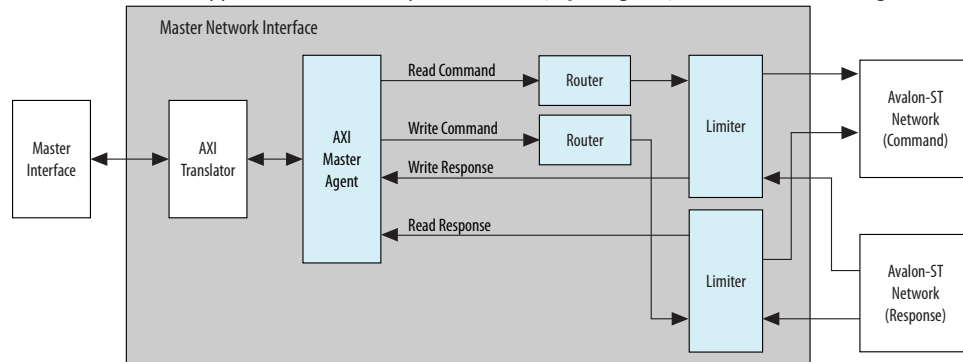 Master Network Interface
Read Command
Router
Write Command
Router
Write Response
Read Response
Master
Interface
AXI
Translator
AXI
Master
Agent
Limiter
Limiter
Avalon-ST
Network
(Command)
Avalon-ST
Network
(Response)